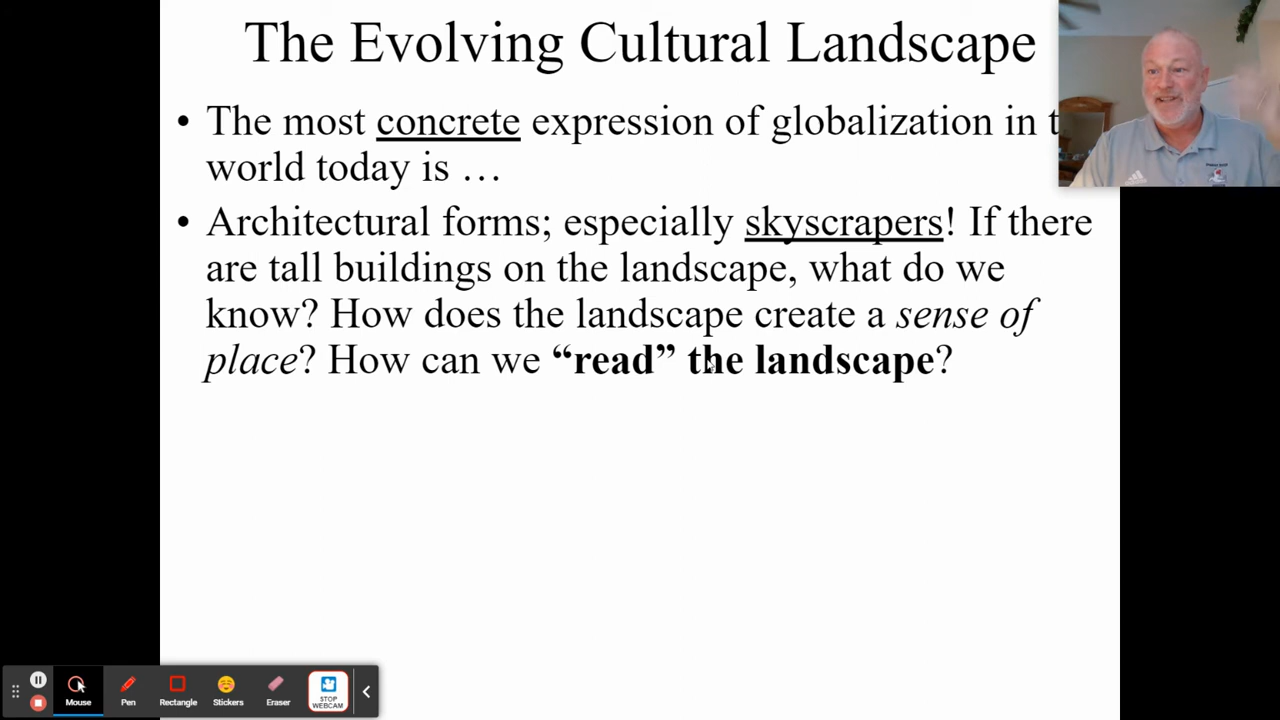 The Evolving Cultural Landscape
• The most concrete expression of globalization in t
world today is …
• Architectural forms; especially skyscrapers! If there
are tall buildings on the landscape, what do we
know? How does the landscape create a sense of
place? How can we “read” the landscape?
adidas
Mouse Pen Rectangle Stickers Eraser STOP
WEBCAM